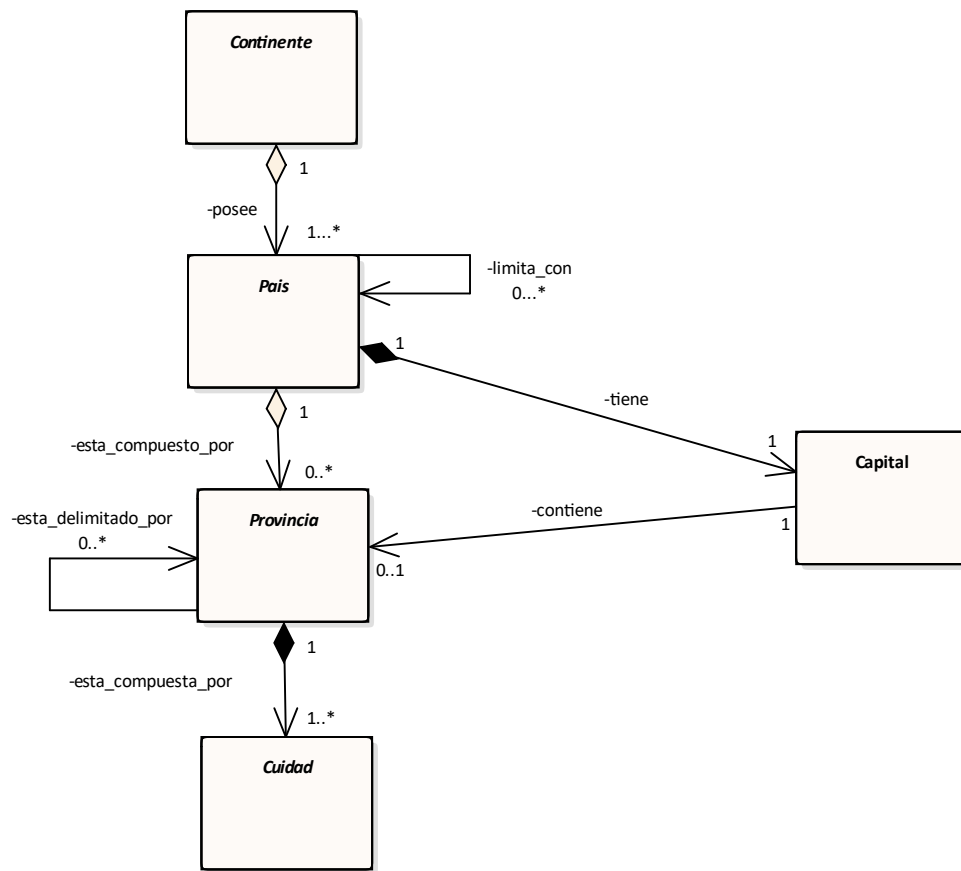 Continente
1
-posee
1...*
Pais
-limita_con
0...*
1
-tiene
1
Capital
1
-esta_compuesto_por
0..*
-contiene
1
0..1
Provincia
-esta_delimitado_por
0..*
1
-esta_compuesta_por
1..*
Cuidad